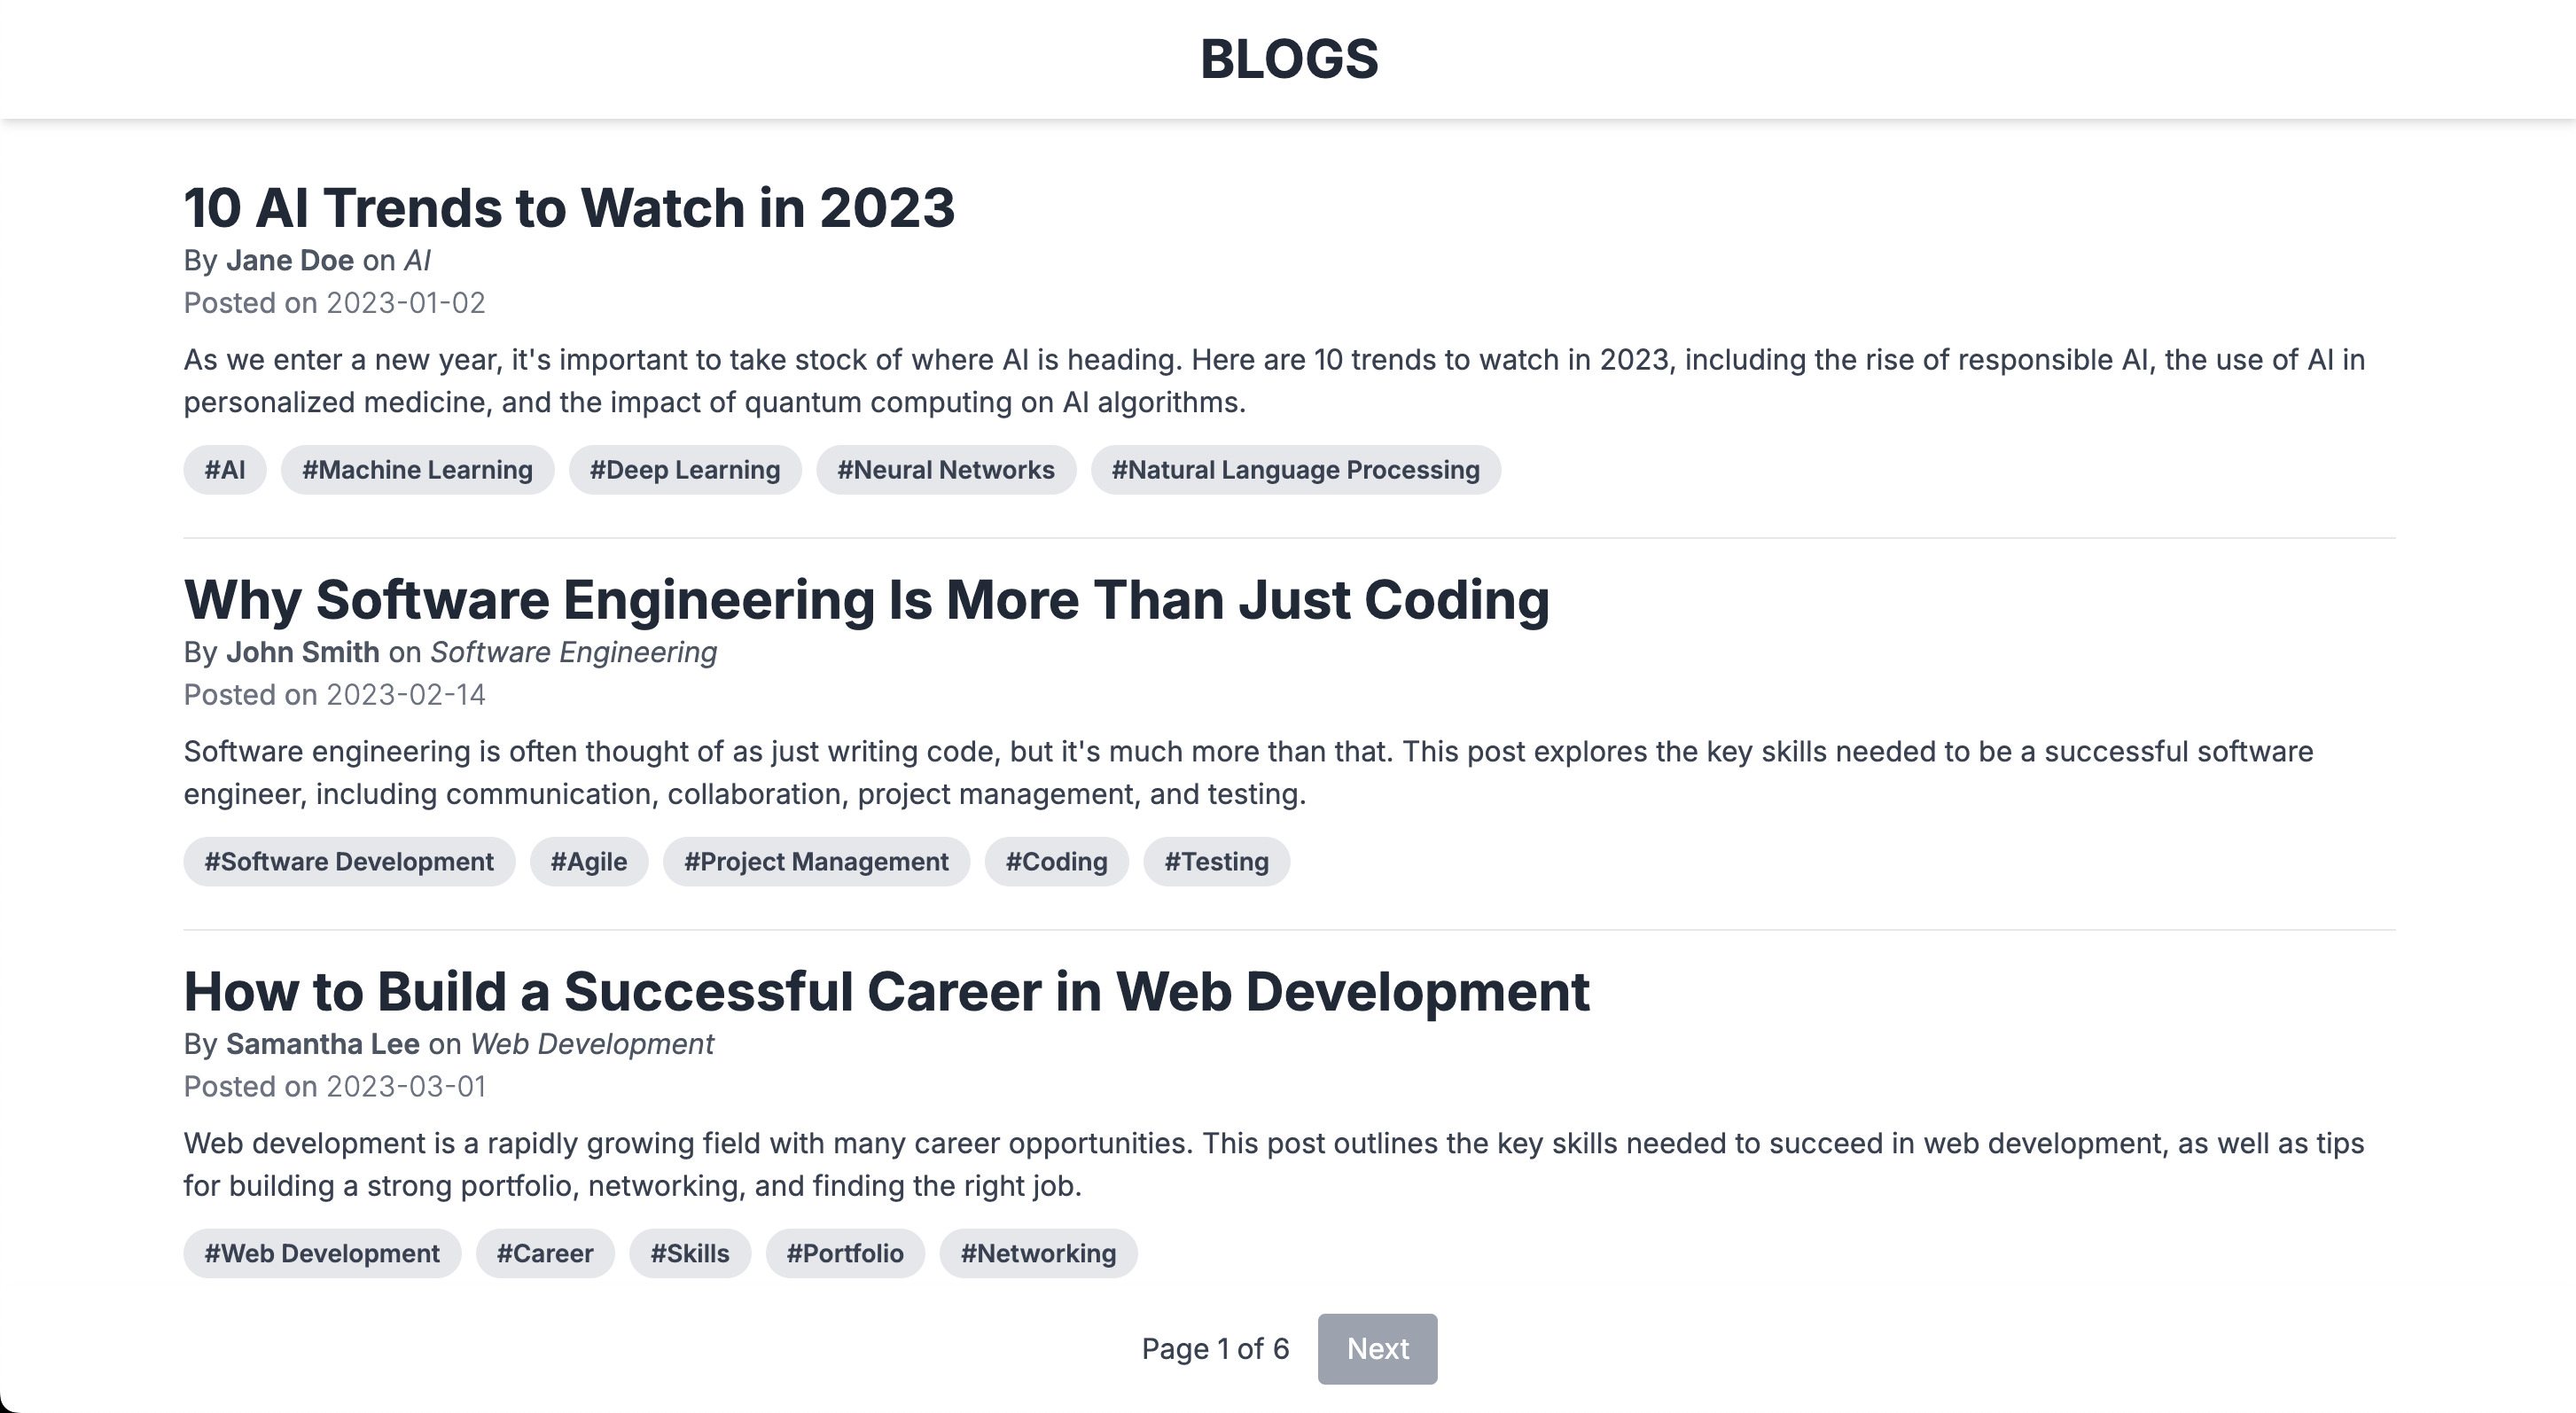 BLOGS
10 AI Trends to Watch in 2023
By Jane Doe on AI
Posted on 2023-01-02
As we enter a new year, it's important to take stock of where AI is heading. Here are 10 trends to watch in 2023, including the rise of responsible AI, the use of AI in
personalized medicine, and the impact of quantum computing on AI algorithms.
#AI #Machine Learning #Deep Learning #Neural Networks #Natural Language Processing
Why Software Engineering Is More Than Just Coding
By John Smith on Software Engineering
Posted on 2023-02-14
Software engineering is often thought of as just writing code, but it's much more than that. This post explores the key skills needed to be a successful software
engineer, including communication, collaboration, project management, and testing.
#Software Development #Agile #Project Management #Coding #Testing
How to Build a Successful Career in Web Development
By Samantha Lee on Web Development
Posted on 2023-03-01
Web development is a rapidly growing field with many career opportunities. This post outlines the key skills needed to succeed in web development, as well as tips
for building a strong portfolio, networking, and finding the right job.
#Web Development #Career #Skills #Portfolio #Networking
Page 1 of 6 Next